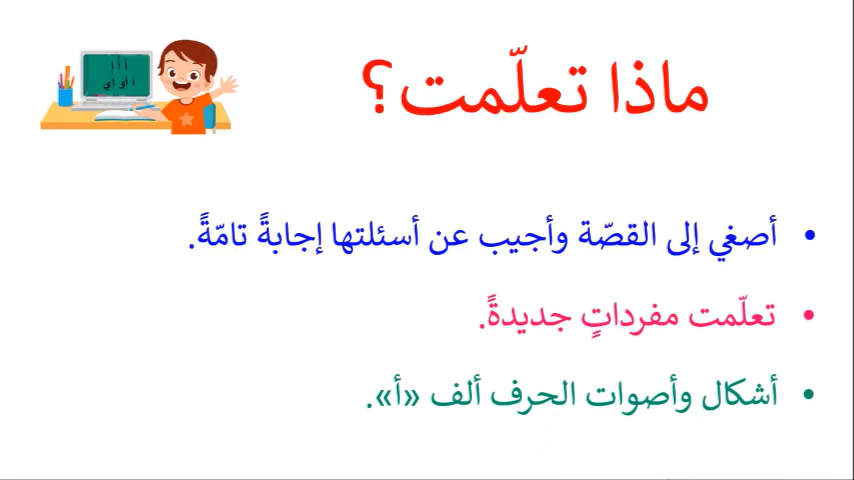 ماذا تعلّمت؟
• أصغي إلى القصّة وأجيب عن أسئلتها إجابةً تامّةً.
• تعلّمت مفرداتٍ جديدةً.
• أشكال وأصوات الحرف ألف «أ».